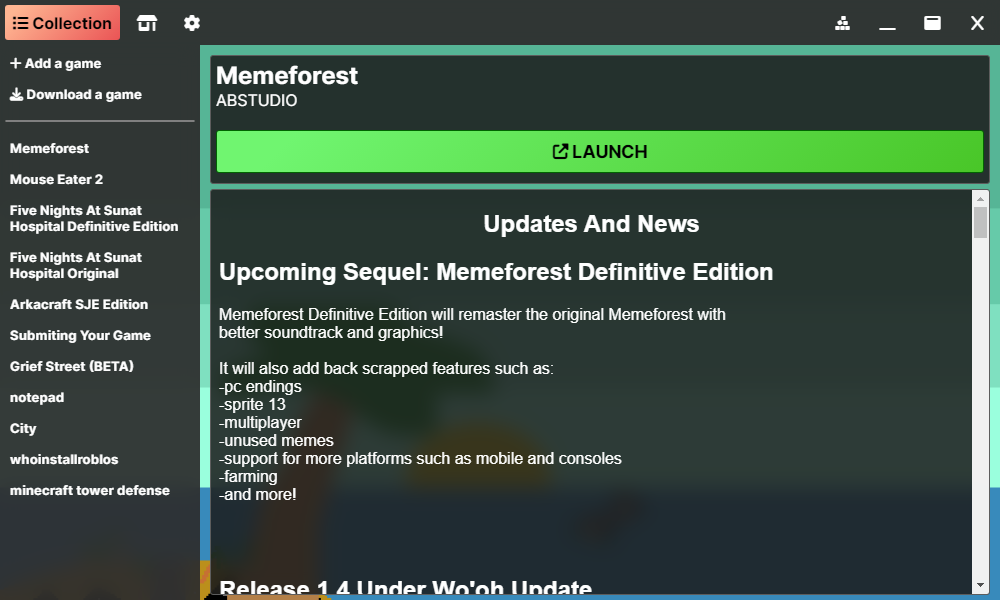 Collection
Add a game
Download a game
Memeforest
Mouse Eater 2
Five Nights At Sunat
Hospital Definitive Edition
Five Nights At Sunat
Hospital Original
Arkacraft SJE Edition
Submiting Your Game
Grief Street (BETA)
notepad
City
whoinstallroblos
minecraft tower defense
Memeforest
ABSTUDIO
LAUNCH
Updates And News
Upcoming Sequel: Memeforest Definitive Edition
Memeforest Definitive Edition will remaster the original Memeforest with
better soundtrack and graphics!
It will also add back scrapped features such as:
-pc endings
-sprite 13
-multiplayer
-unused memes
-support for more platforms such as mobile and consoles
-farming
-and more!
Release 1.4 Under Wo'oh Update